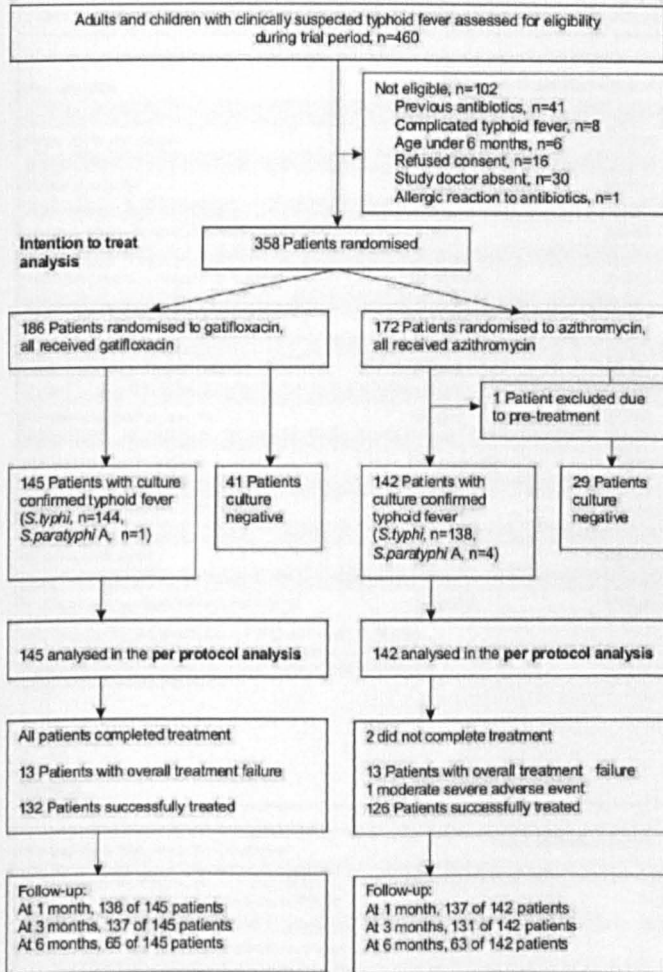 Adults and children with clinically suspected typhoid fever assessed for eligibility
during trial period, n=460
Not eligible, n=102
Previous antibiotics, n=41
Complicated typhoid fever, n=8
Age under 6 months, n=6
Refused consent, n=16
Study doctor absent, n=30
Allergic reaction to antibiotics, n=1
Intention to treat
analysis
358 Patients randomised
186 Patients randomised to gatifloxacin,
all received gatifloxacin
172 Patients randomised to azithromycin,
all received azithromycin
1 Patient excluded due
to pre-treatment
145 Patients with culture
confirmed typhoid fever
(S.typhi, n=144,
S.paratyphi A, n=1)
41 Patients
culture
negative
142 Patients with
culture confirmed
typhoid fever
(S.typhi, n=138,
S.paratyphi A, n=4)
29 Patients
culture
negative
145 analysed in the per protocol analysis
142 analysed in the per protocol analysis
All patients completed treatment
13 Patients with overall treatment failure
132 Patients successfully treated
2 did not complete treatment
13 Patients with overall treatment failure
1 moderate severe adverse event
126 Patients successfully treated
Follow-up:
At 1 month, 138 of 145 patients
At 3 months, 137 of 145 patients
At 6 months, 65 of 145 patients
Follow-up:
At 1 month, 137 of 142 patients
At 3 months, 131 of 142 patients
At 6 months, 63 of 142 patients